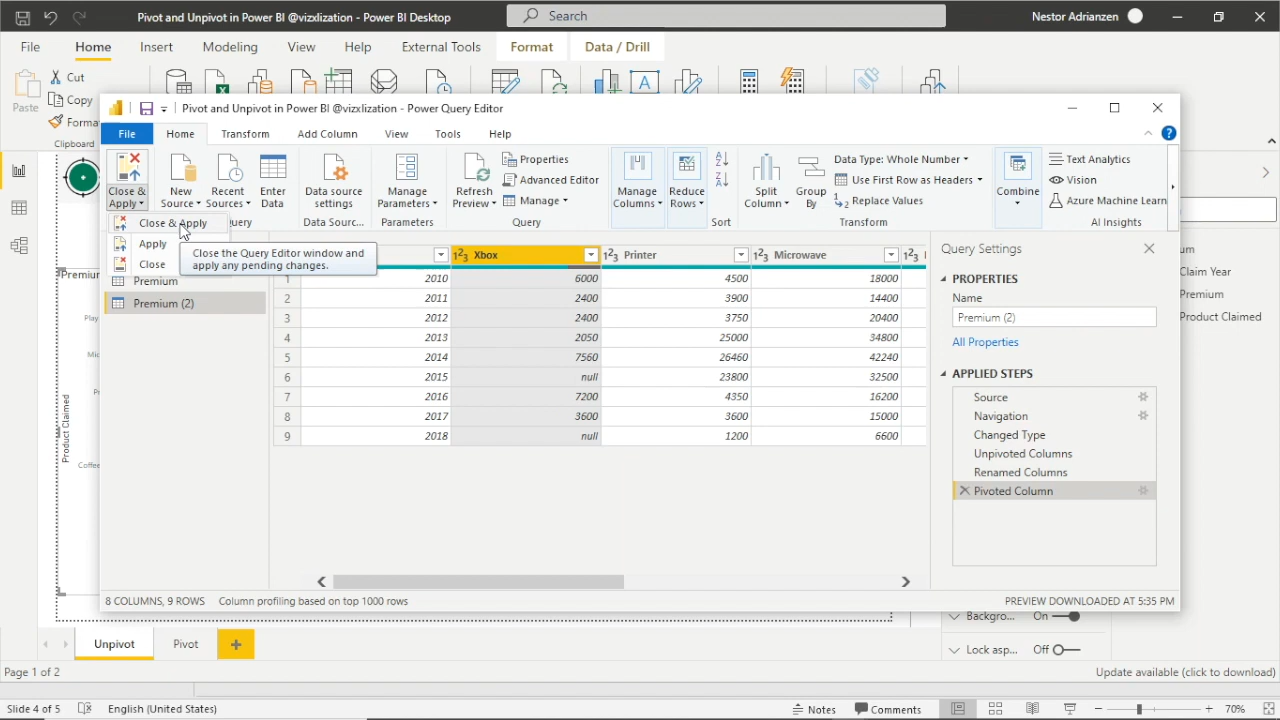 Pivot and Unpivot in Power BI @vizxlization - Power BI Desktop
Search
Nestor Adrianzen
File Home Insert Modeling View Help External Tools Format Data / Drill
Paste
Cut
Copy
Forma
Clipboard
Pivot and Unpivot in Power BI @vizxlization - Power Query Editor
File Home Transform Add Column View Tools Help
Close & Apply
New Source
Recent Sources
Enter Data
Data source settings
Data Sourc...
Manage Parameters
Parameters
Refresh Preview
Properties
Advanced Editor
Manage
Query
Manage Columns
Reduce Rows
Sort
Split Column
Group By
Data Type: Whole Number
Use First Row as Headers
Replace Values
Transform
Combine
Text Analytics
Vision
Azure Machine Learn
AI Insights
Close & Apply
Apply
Close
Close the Query Editor window and
apply any pending changes.
Premium
Premium (2)
1²3 Xbox 1²3 Printer 1²3 Microwave 1²3
1 2010 6000 4500 18000
2 2011 2400 3900 14400
3 2012 2400 3750 20400
4 2013 2050 25000 34800
5 2014 7560 26460 42240
6 2015 null 23800 32500
7 2016 7200 4350 16200
8 2017 3600 3600 15000
9 2018 null 1200 6600
Query Settings
PROPERTIES
Name
Premium (2)
All Properties
APPLIED STEPS
Source
Navigation
Changed Type
Unpivoted Columns
Renamed Columns
Pivoted Column
8 COLUMNS, 9 ROWS Column profiling based on top 1000 rows
PREVIEW DOWNLOADED AT 5:35 PM
Premium
Play
Mic
Pr
Product Claimed
Coffee
um
Claim Year
Premium
Product Claimed
Backgro... On
Lock asp... Off
Unpivot Pivot
Page 1 of 2
Update available (click to download)
Slide 4 of 5 English (United States) Notes Comments 70%